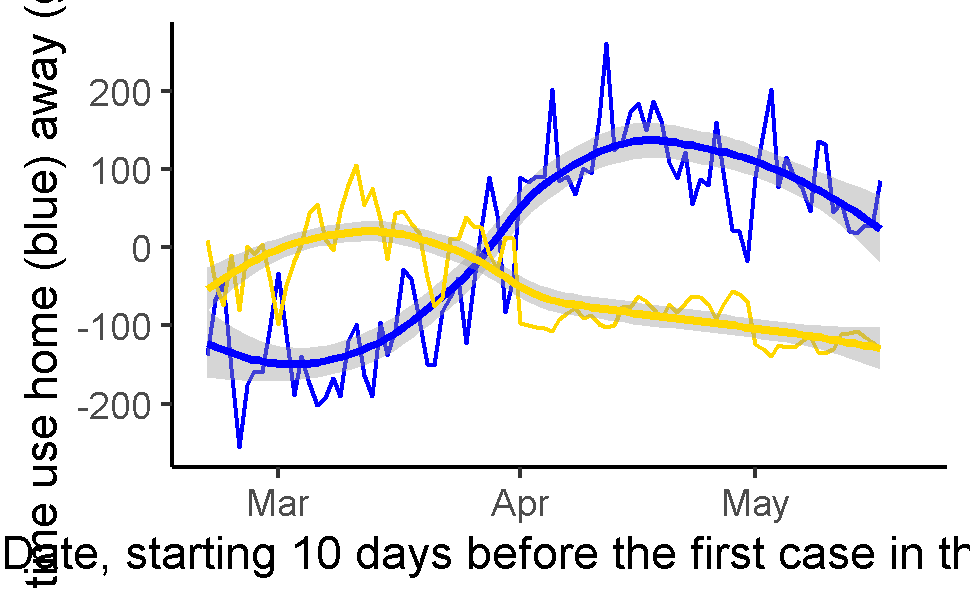 time use home (blue) away
200
100
0
-100
-200
Mar Apr May
Date, starting 10 days before the first case in